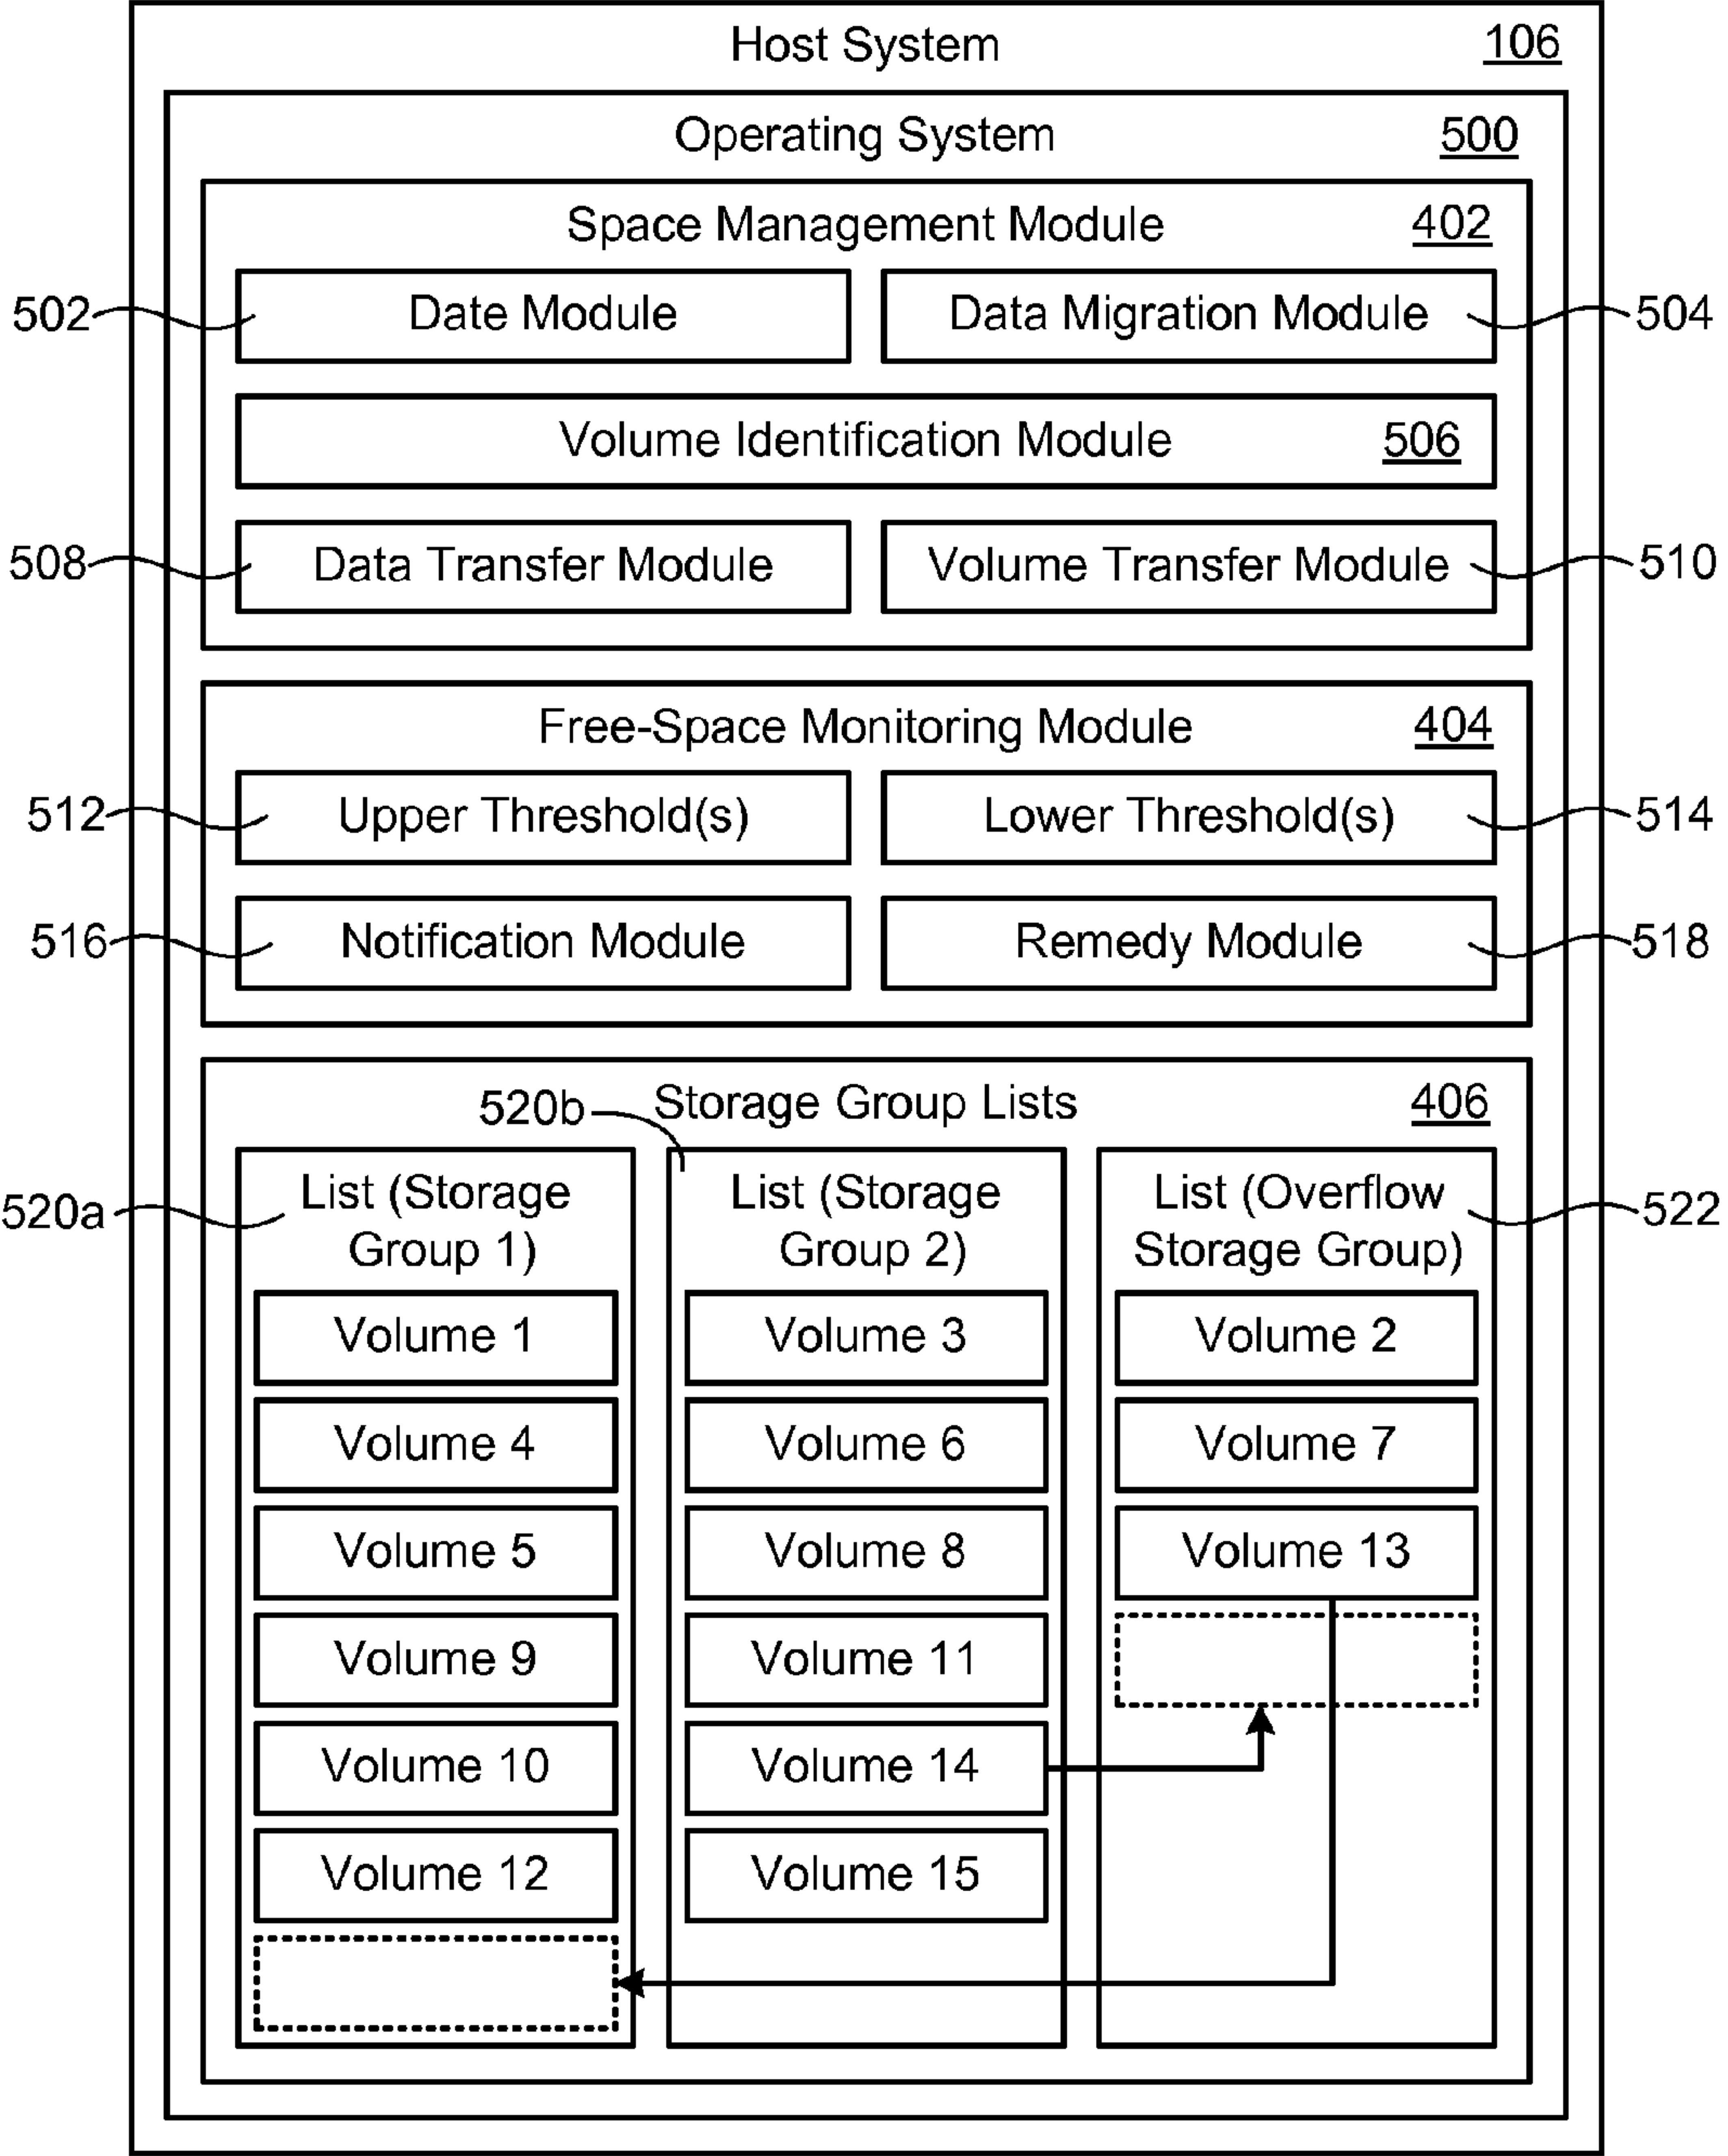 Host System 106
Operating System 500
Space Management Module 402
502 Date Module Data Migration Module 504
Volume Identification Module 506
508 Data Transfer Module Volume Transfer Module 510
Free-Space Monitoring Module 404
512 Upper Threshold(s) Lower Threshold(s) 514
516 Notification Module Remedy Module 518
520b Storage Group Lists 406
520a List (Storage
Group 1)
Volume 1
Volume 4
Volume 5
Volume 9
Volume 10
Volume 12
List (Storage
Group 2)
Volume 3
Volume 6
Volume 8
Volume 11
Volume 14
Volume 15
List (Overflow
Storage Group)
522
Volume 2
Volume 7
Volume 13